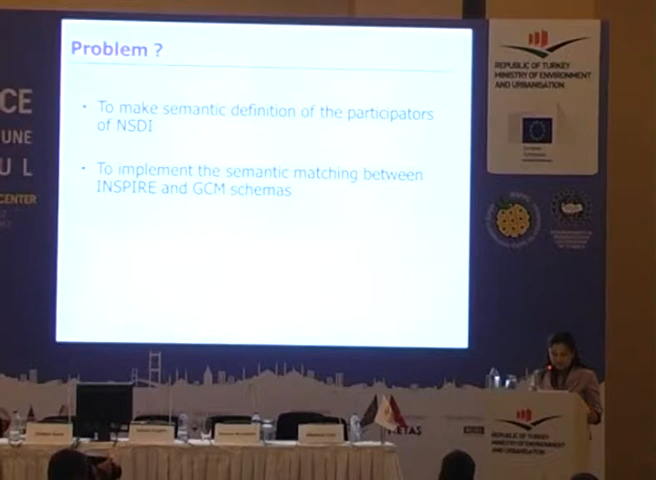 Problem ?
• To make semantic definition of the participators
of NSDI
• To implement the semantic matching between
INSPIRE and GCM schemas
CE
UNE
UL
CENTER
REPUBLIC OF TURKEY
MINISTRY OF ENVIRONMENT
AND URBANISATION
METAS
REPUBLIC OF TURKEY
MINISTRY OF ENVIRONMENT
AND URBANISATION